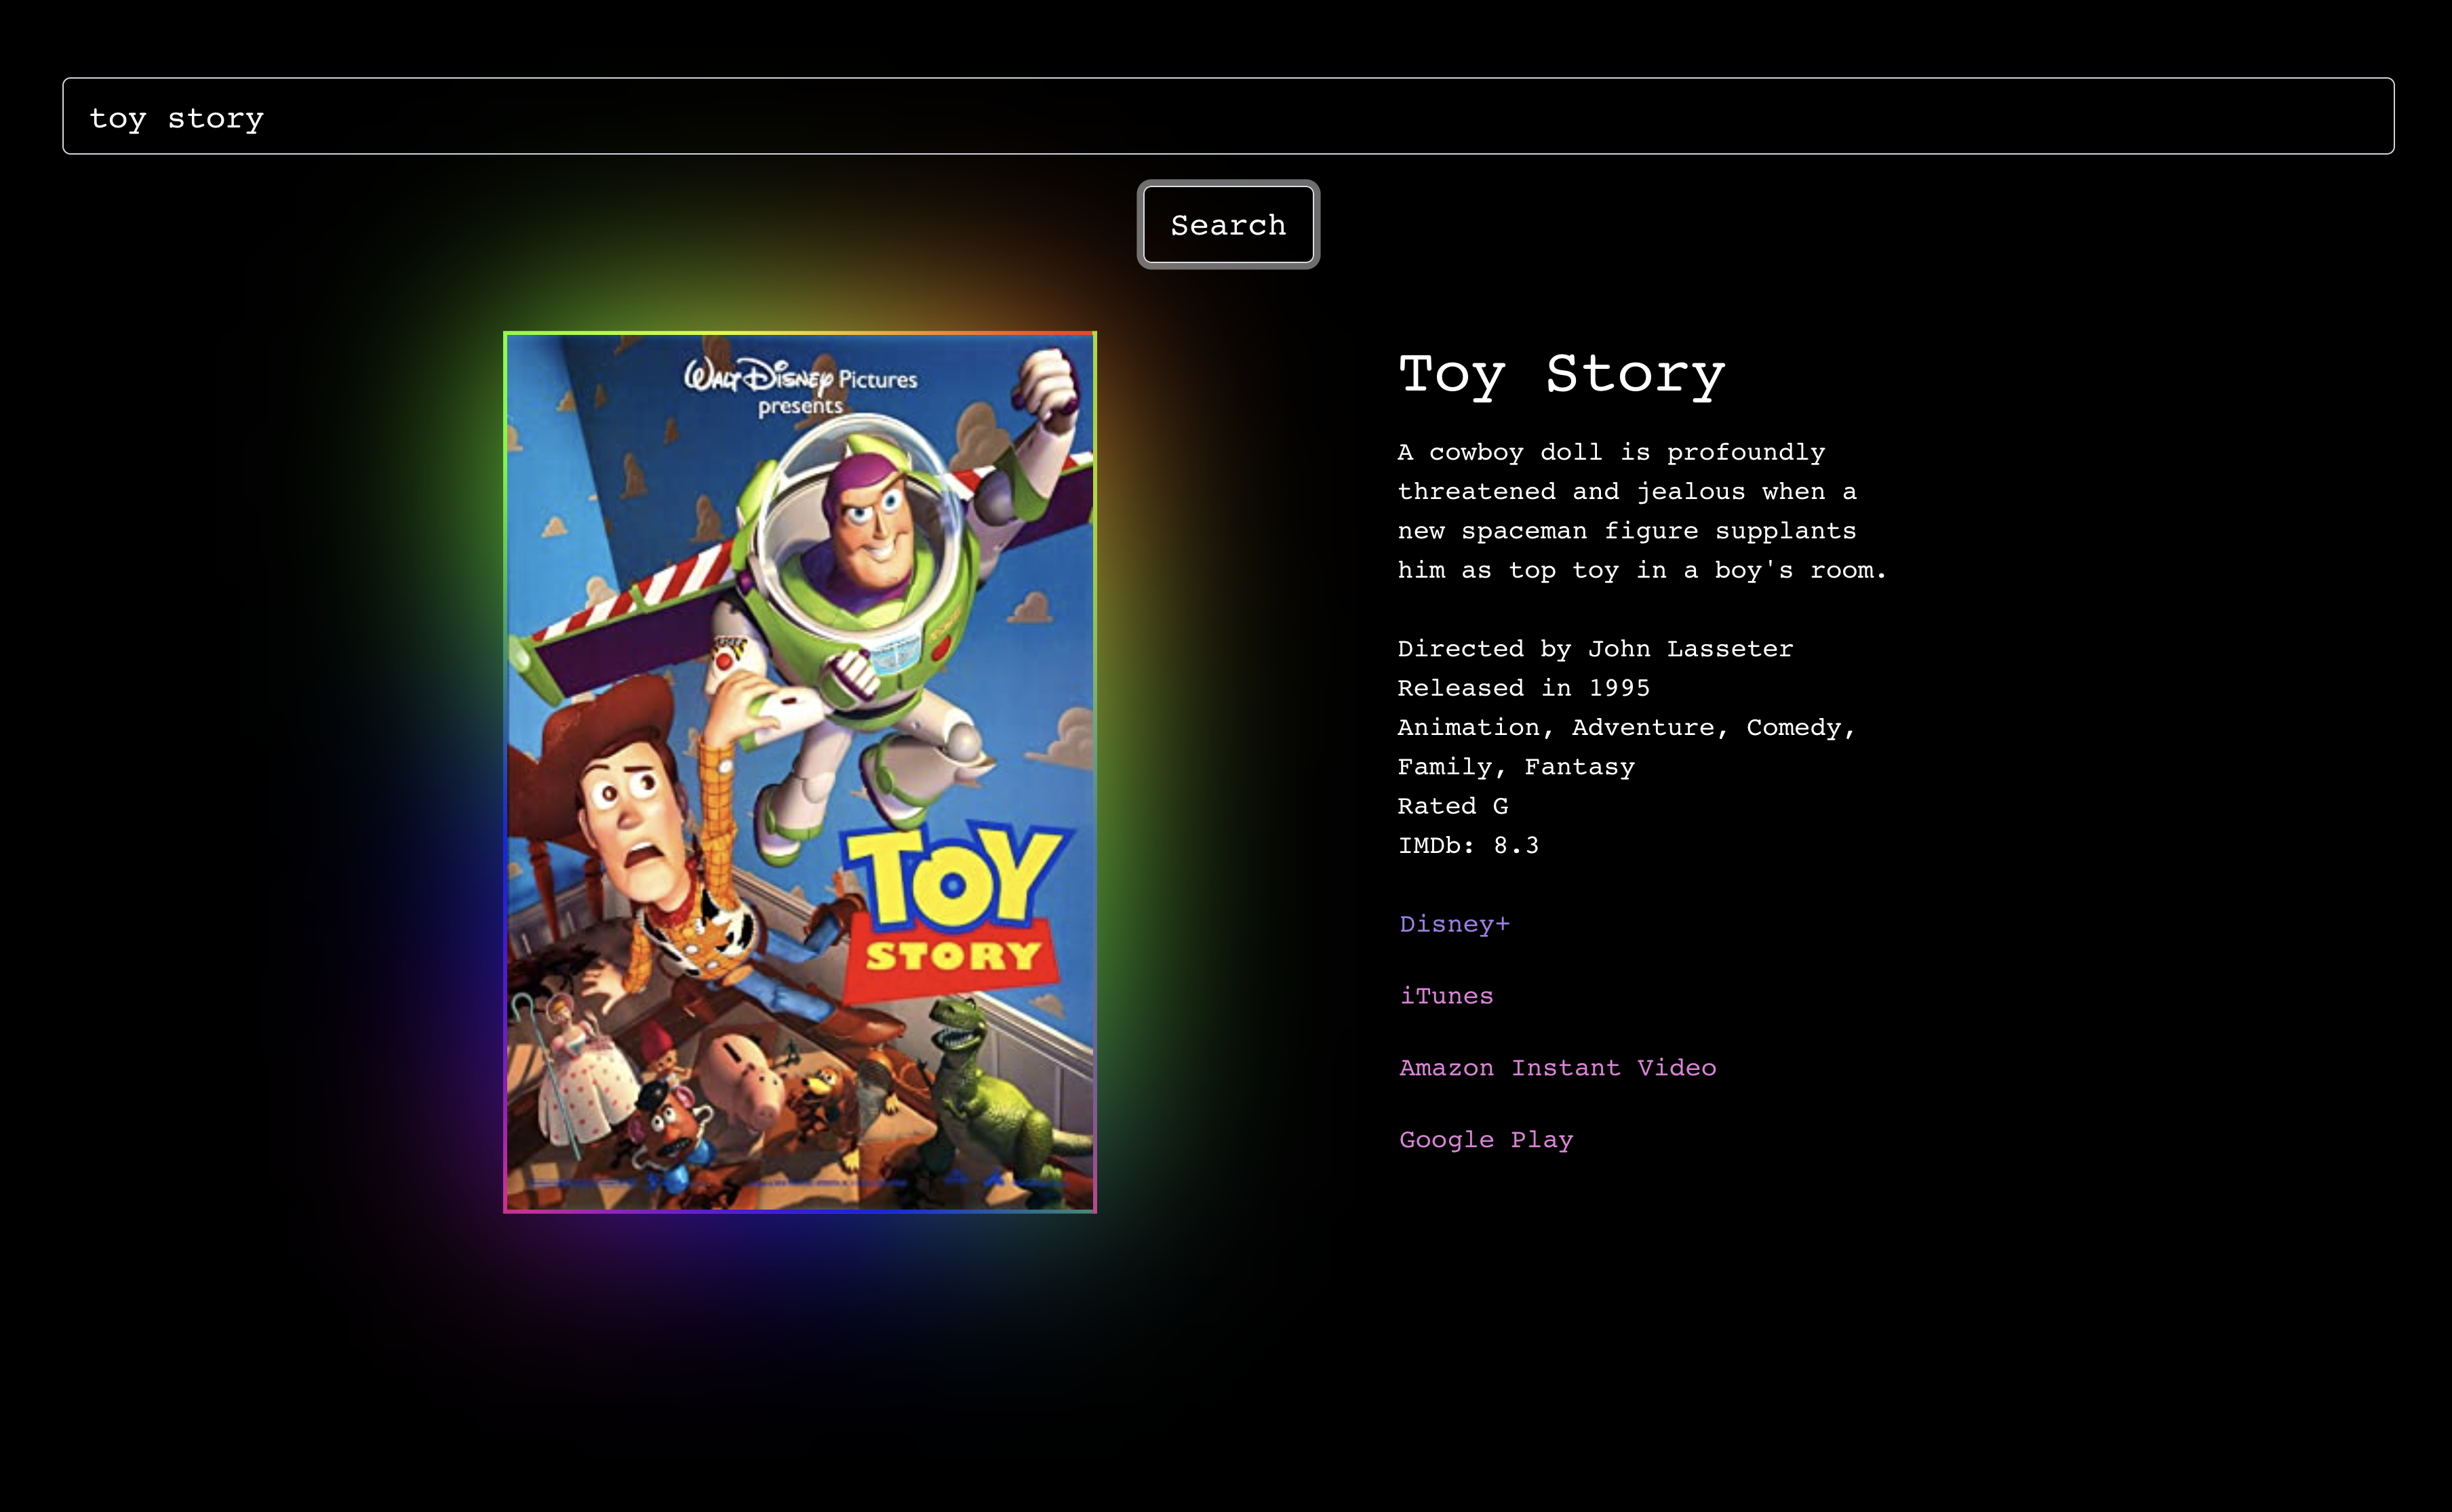 toy story
Search
Walt Disney Pictures
presents
TOY
STORY
Toy Story
A cowboy doll is profoundly
threatened and jealous when a
new spaceman figure supplants
him as top toy in a boy's room.
Directed by John Lasseter
Released in 1995
Animation, Adventure, Comedy,
Family, Fantasy
Rated G
IMDb: 8.3
Disney+
iTunes
Amazon Instant Video
Google Play